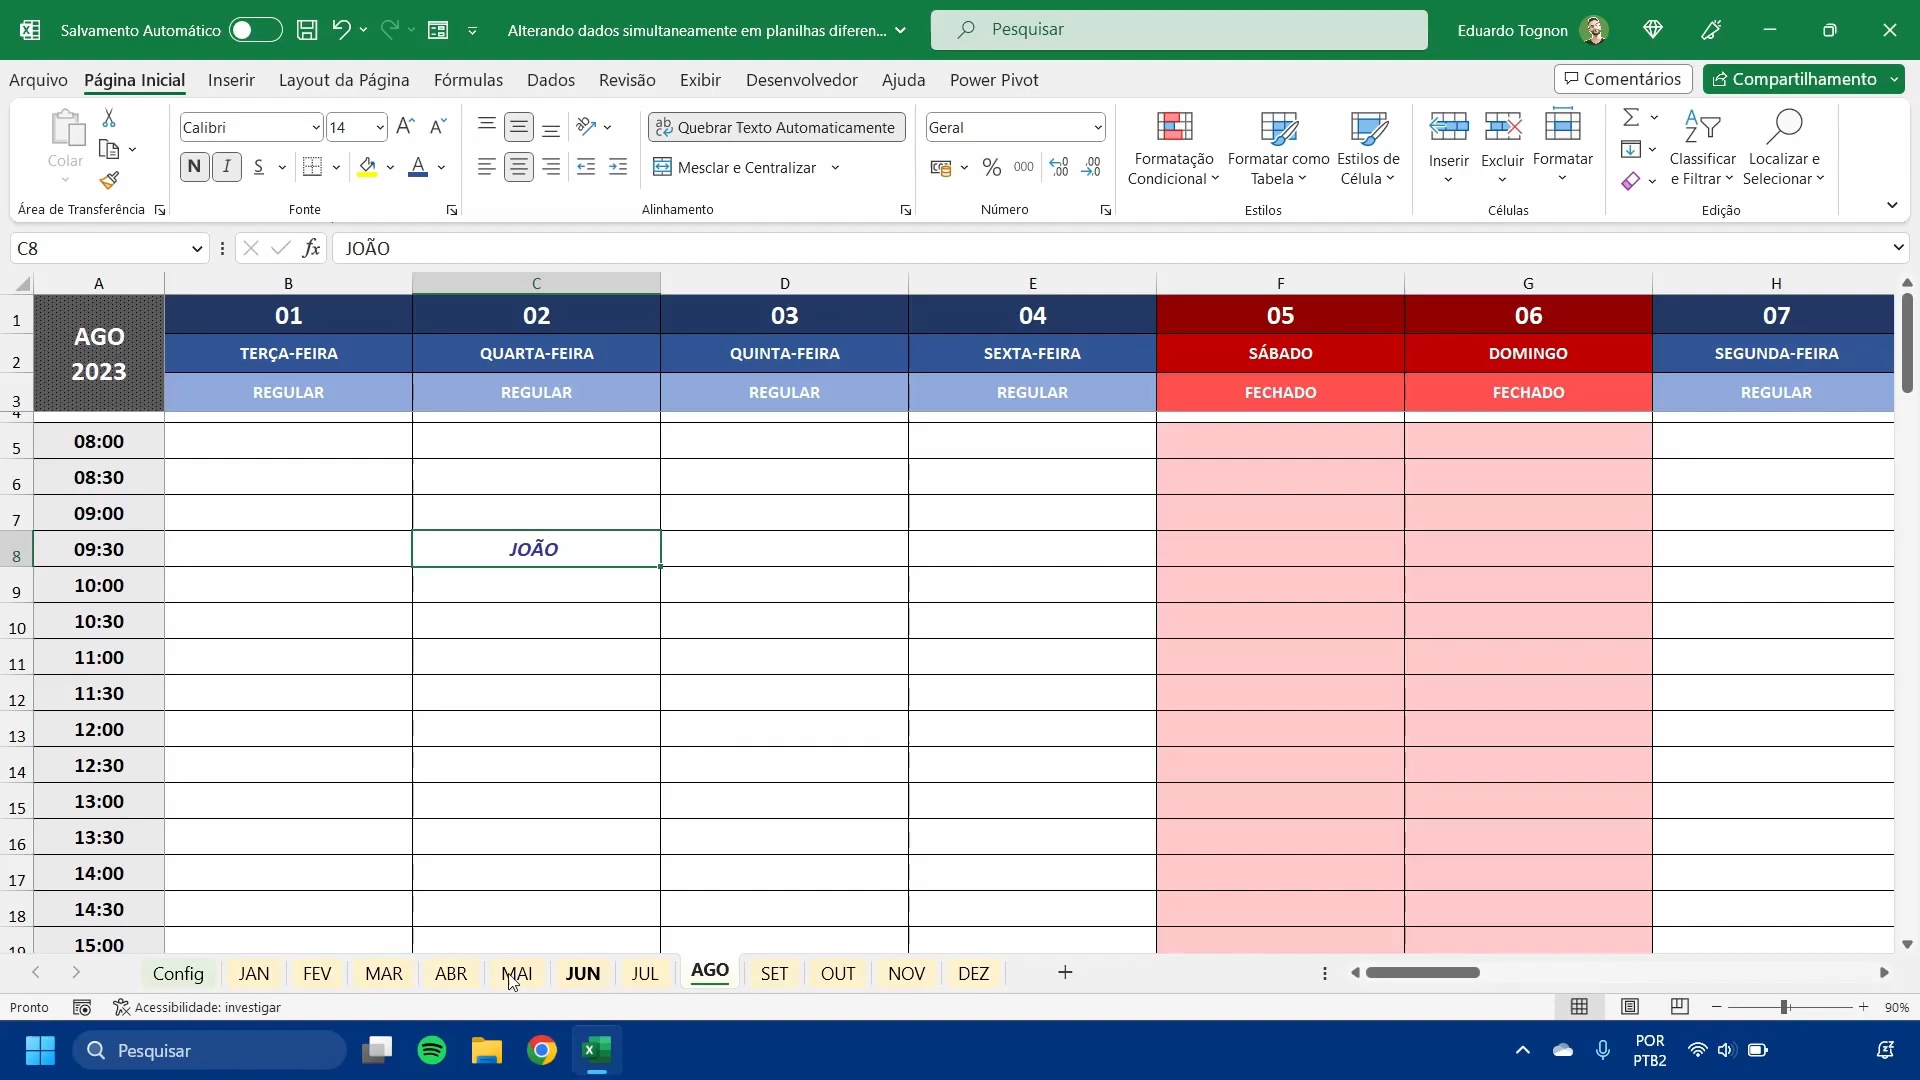 Salvamento Automático
Alterando dados simultaneamente em planilhas diferen...
Pesquisar
Eduardo Tognon
Arquivo Página Inicial Inserir Layout da Página Fórmulas Dados Revisão Exibir Desenvolvedor Ajuda Power Pivot
Comentários
Compartilhamento
Colar
Área de Transferência
Calibri
14
N I S
A
Fonte
Quebrar Texto Automaticamente
Mesclar e Centralizar
Alinhamento
Geral
% 000
Número
Formatação
Condicional
Formatar como
Tabela
Estilos de
Célula
Estilos
Inserir
Excluir
Formatar
Células
Classificar
e Filtrar
Localizar e
Selecionar
Edição
C8
fx
JOÃO
A B C D E F G H
1 01 02 03 04 05 06 07
AGO
2023
2 TERÇA-FEIRA QUARTA-FEIRA QUINTA-FEIRA SEXTA-FEIRA SÁBADO DOMINGO SEGUNDA-FEIRA
3 REGULAR REGULAR REGULAR REGULAR FECHADO FECHADO REGULAR
4
5 08:00
6 08:30
7 09:00
8 09:30 JOÃO
9 10:00
10 10:30
11 11:00
12 11:30
13 12:00
14 12:30
15 13:00
16 13:30
17 14:00
18 14:30
19 15:00
Config JAN FEV MAR ABR MAI JUN JUL AGO SET OUT NOV DEZ
Pronto
Acessibilidade: investigar
90%
Pesquisar
POR
PTB2